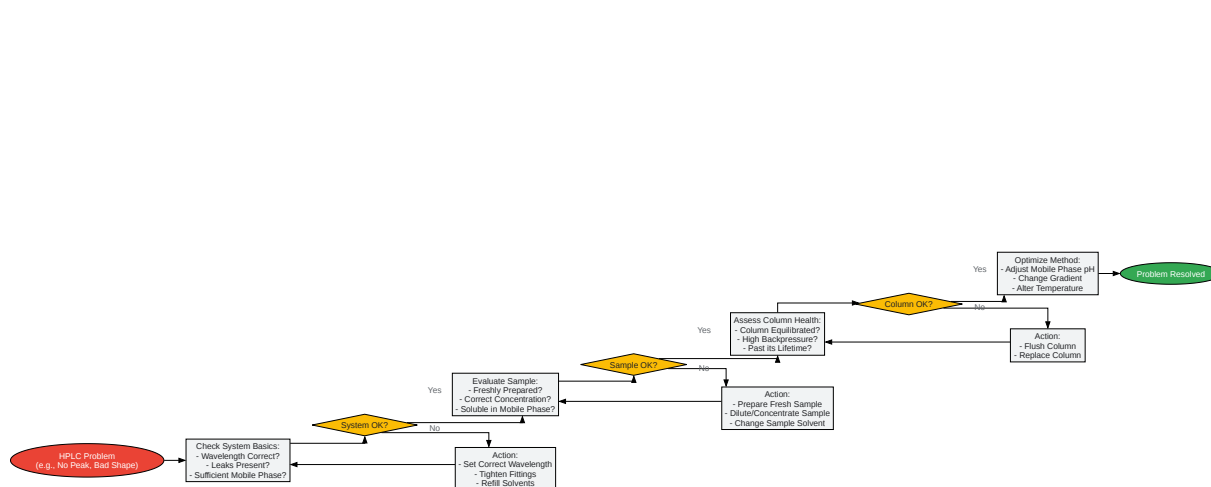 HPLC Problem
(e.g., No Peak, Bad Shape)
Check System Basics:
- Wavelength Correct?
- Leaks Present?
- Sufficient Mobile Phase?
System OK?
Yes
No
Action:
- Set Correct Wavelength
- Tighten Fittings
- Refill Solvents
Evaluate Sample:
- Freshly Prepared?
- Correct Concentration?
- Soluble in Mobile Phase?
Sample OK?
Yes
No
Action:
- Prepare Fresh Sample
- Dilute/Concentrate Sample
- Change Sample Solvent
Assess Column Health:
- Column Equilibrated?
- High Backpressure?
- Past its Lifetime?
Column OK?
Yes
No
Action:
- Flush Column
- Replace Column
Optimize Method:
- Adjust Mobile Phase pH
- Change Gradient
- Alter Temperature
Problem Resolved